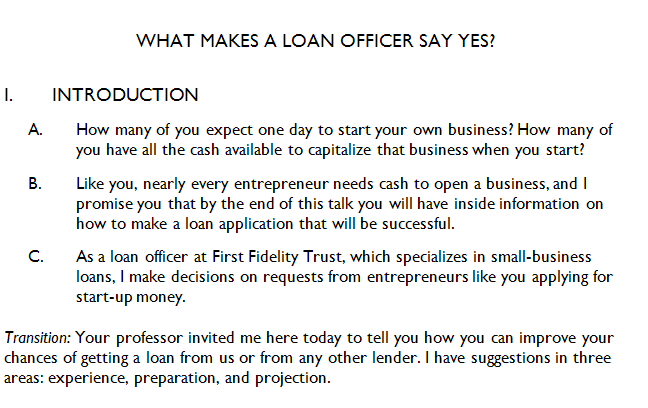 WHAT MAKES A LOAN OFFICER SAY YES?
I. INTRODUCTION
A. How many of you expect one day to start your own business? How many of
you have all the cash available to capitalize that business when you start?
B. Like you, nearly every entrepreneur needs cash to open a business, and I
promise you that by the end of this talk you will have inside information on
how to make a loan application that will be successful.
C. As a loan officer at First Fidelity Trust, which specializes in small-business
loans, I make decisions on requests from entrepreneurs like you applying for
start-up money.
Transition: Your professor invited me here today to tell you how you can improve your
chances of getting a loan from us or from any other lender. I have suggestions in three
areas: experience, preparation, and projection.